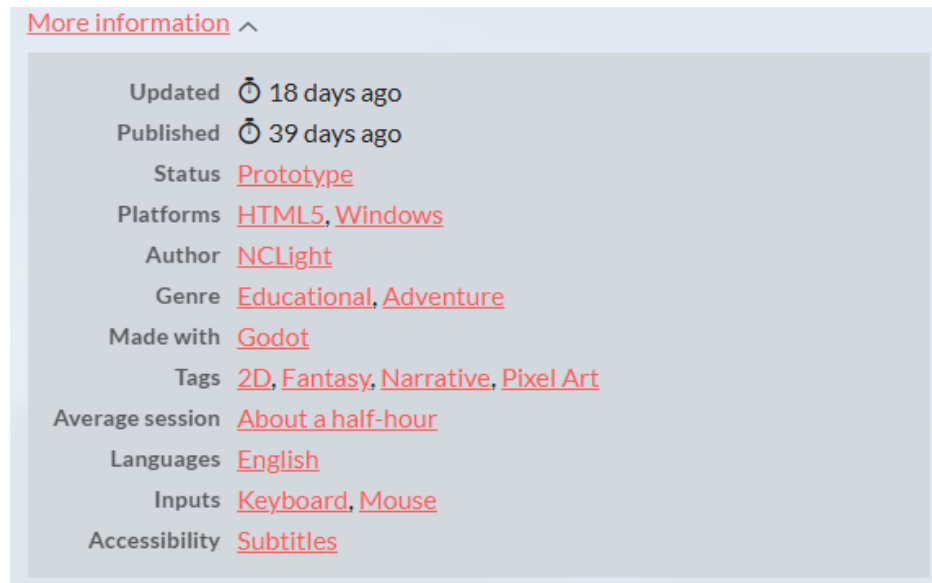 More information
Updated 18 days ago
Published 39 days ago
Status Prototype
Platforms HTML5, Windows
Author NCLight
Genre Educational, Adventure
Made with Godot
Tags 2D, Fantasy, Narrative, Pixel Art
Average session About a half-hour
Languages English
Inputs Keyboard, Mouse
Accessibility Subtitles